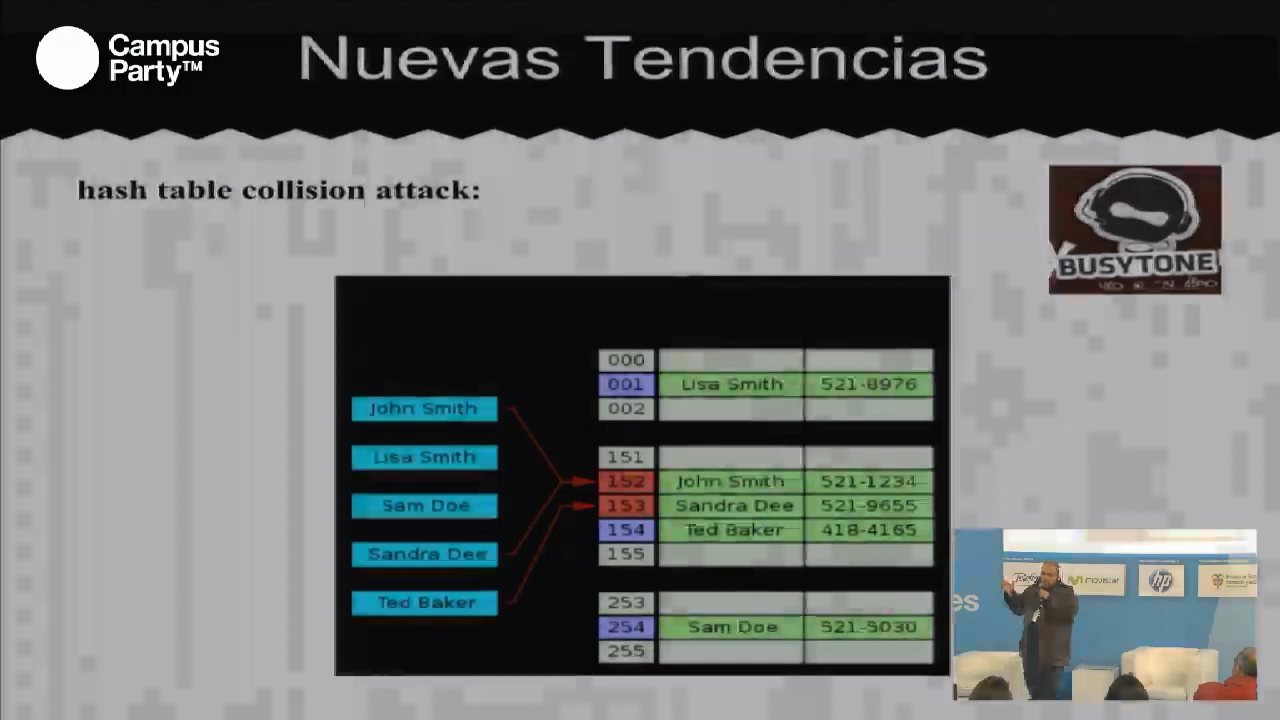 Campus
Party™
Nuevas Tendencias
hash table collision attack:
BUSYTONE
000
001 Lisa Smith 521-8976
002
John Smith
151
Lisa Smith
152 John Smith 521-1234
Sam Doe
153 Sandra Dee 521-9655
154 Ted Baker 418-4165
Sandra Dee
155
Ted Baker
253
254 Sam Doe 521-5030
255
movistar
hp
es